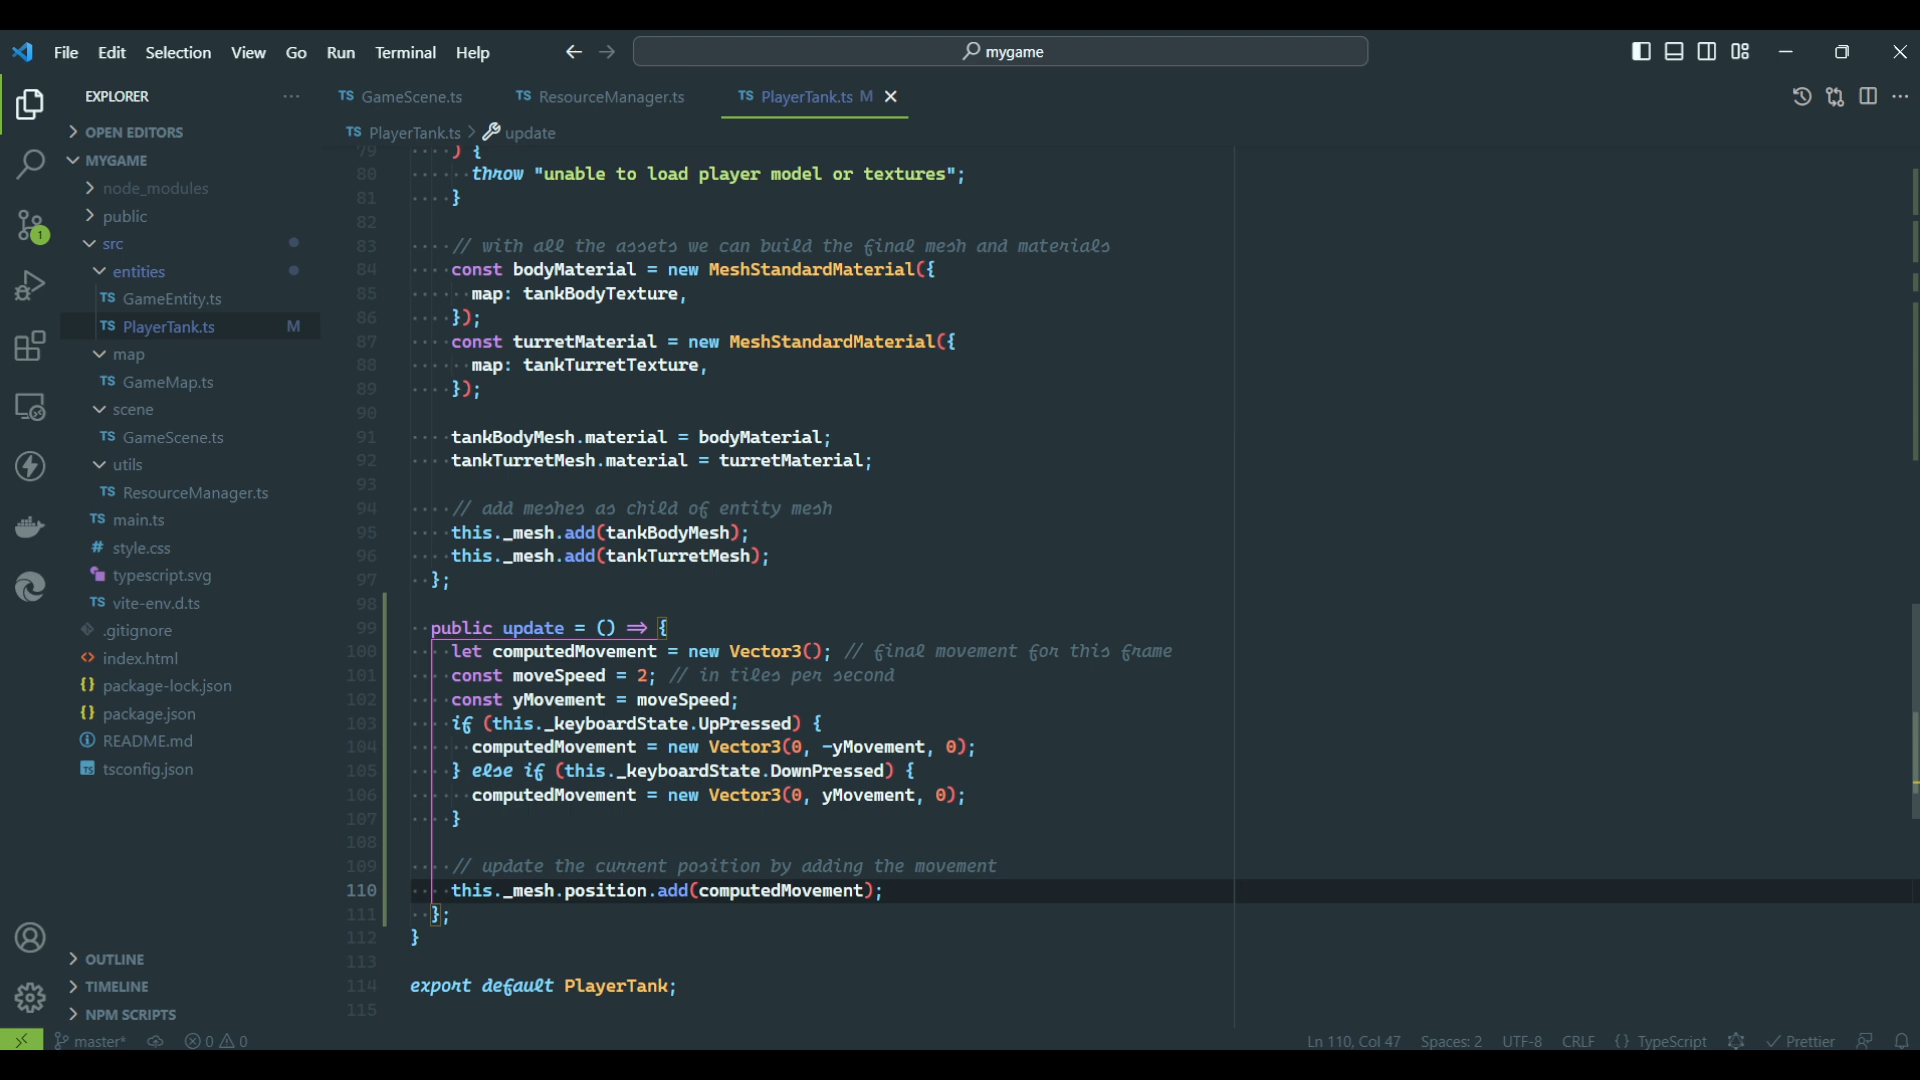 File Edit Selection View Go Run Terminal Help mygame
EXPLORER
TS GameScene.ts TS ResourceManager.ts TS PlayerTank.ts M
OPEN EDITORS
TS PlayerTank.ts > update
MYGAME
node_modules
public
src
entities
TS GameEntity.ts
TS PlayerTank.ts M
map
TS GameMap.ts
scene
TS GameScene.ts
utils
TS ResourceManager.ts
TS main.ts
# style.css
typescript.svg
TS vite-env.d.ts
.gitignore
<> index.html
{} package-lock.json
{} package.json
README.md
TS tsconfig.json
OUTLINE
TIMELINE
NPM SCRIPTS
1
79 ) {
80 throw "unable to load player model or textures";
81 }
82
83 // with all the assets we can build the final mesh and materials
84 const bodyMaterial = new MeshStandardMaterial({
85 map: tankBodyTexture,
86 });
87 const turretMaterial = new MeshStandardMaterial({
88 map: tankTurretTexture,
89 });
90
91 tankBodyMesh.material = bodyMaterial;
92 tankTurretMesh.material = turretMaterial;
93
94 // add meshes as child of entity mesh
95 this._mesh.add(tankBodyMesh);
96 this._mesh.add(tankTurretMesh);
97 };
98
99 public update = () => {
100 let computedMovement = new Vector3(); // final movement for this frame
101 const moveSpeed = 2; // in tiles per second
102 const yMovement = moveSpeed;
103 if (this._keyboardState.UpPressed) {
104 computedMovement = new Vector3(0, -yMovement, 0);
105 } else if (this._keyboardState.DownPressed) {
106 computedMovement = new Vector3(0, yMovement, 0);
107 }
108
109 // update the current position by adding the movement
110 this._mesh.position.add(computedMovement);
111 };
112 }
113
114 export default PlayerTank;
115
master* 0 0 Ln 110, Col 47 Spaces: 2 UTF-8 CRLF {} TypeScript Prettier